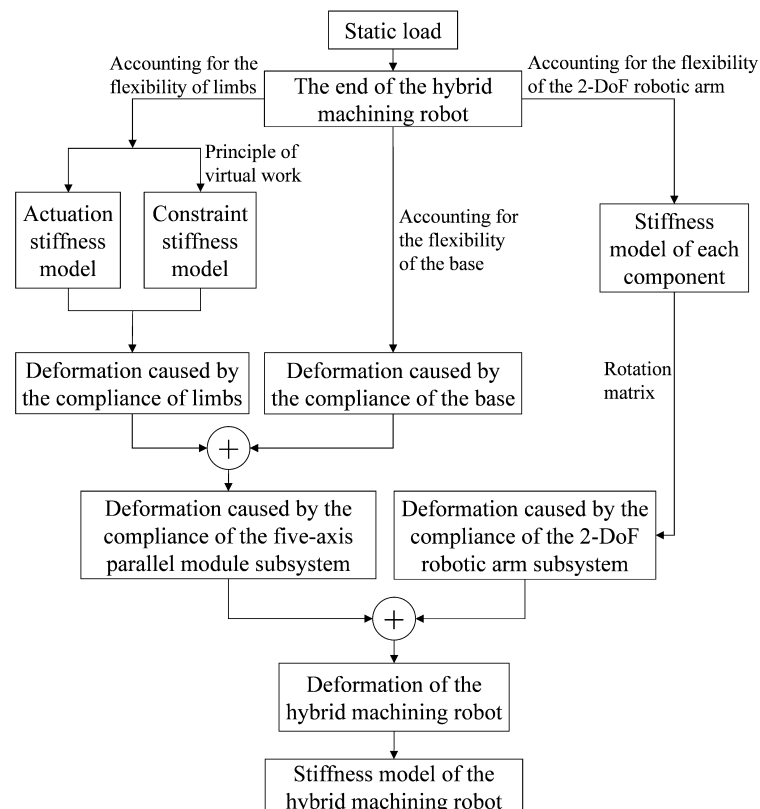 Static load
Accounting for the
flexibility of limbs
The end of the hybrid
machining robot
Accounting for the flexibility
of the 2-DoF robotic arm
Principle of
virtual work
Actuation
stiffness
model
Constraint
stiffness
model
Accounting for
the flexibility
of the base
Stiffness
model of each
component
Deformation caused by
the compliance of limbs
Deformation caused by
the compliance of the base
Rotation
matrix
+
Deformation caused by the
compliance of the five-axis
parallel module subsystem
Deformation caused by the
compliance of the 2-DoF
robotic arm subsystem
+
Deformation of the
hybrid machining robot
Stiffness model of the
hybrid machining robot